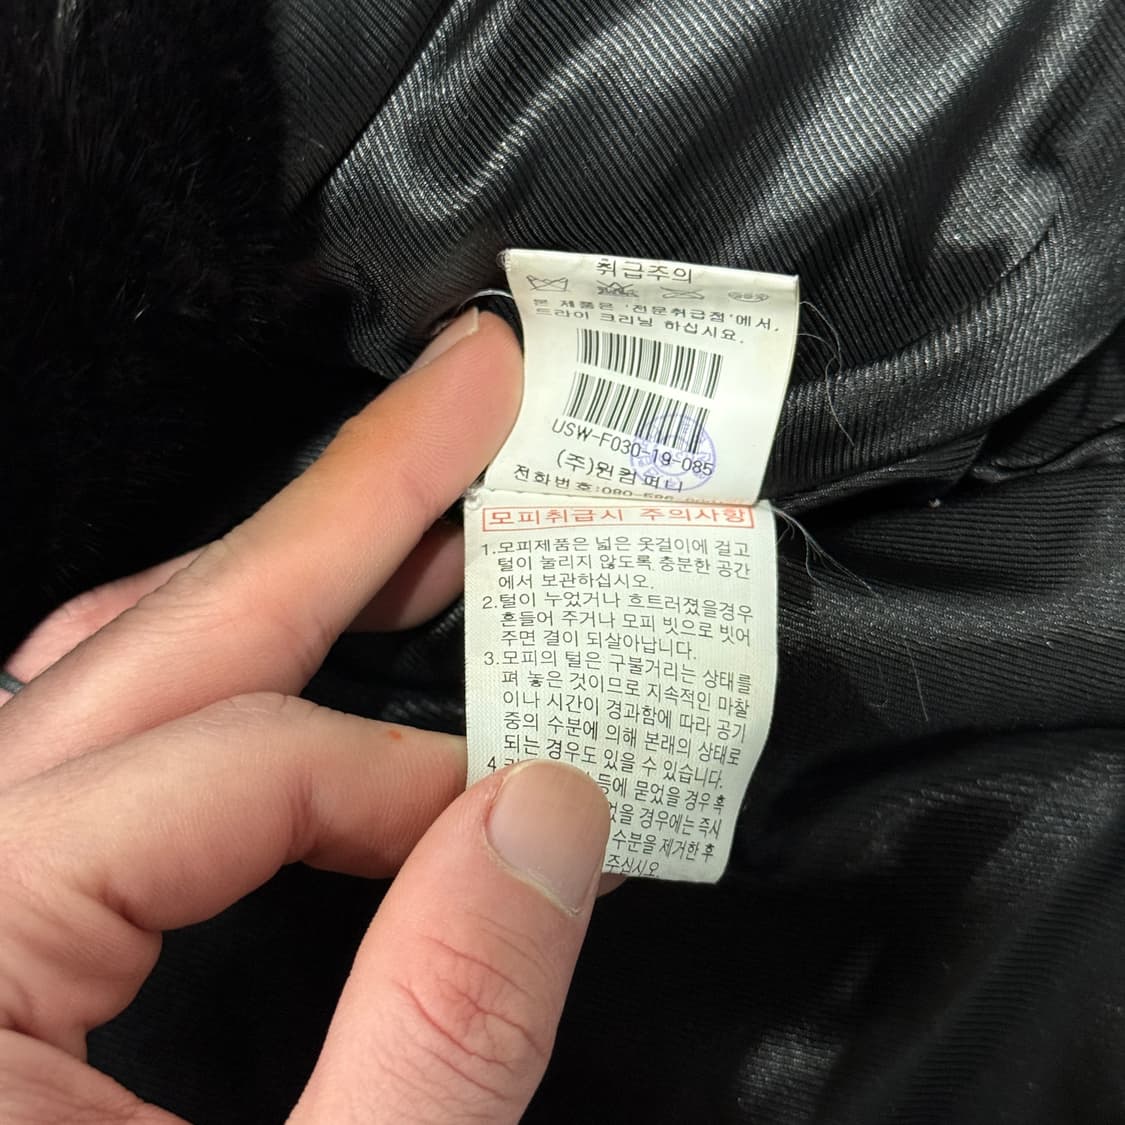 취급주의
본 제품은 '전문취급점'에서,
드라이 크리닝 하십시요.
USW-F030-19-085
(주)원컴퍼니
전화번호:080-586-
모피취급시 주의사항
1.모피제품은 넓은 옷걸이에 걸고
털이 눌리지 않도록 충분한 공간
에서 보관하십시오.
2.털이 누었거나 흐트러졌을경우
흔들어 주거나 모피 빗으로 빗어
주면 결이 되살아납니다.
3.모피의 털은 구불거리는 상태를
펴 놓은 것이므로 지속적인 마찰
이나 시간이 경과함에 따라 공기
중의 수분에 의해 본래의 상태로
되는 경우도 있을 수 있습니다.
4.
등에 묻었을 경우 혹
경우에는 즉시
수분을 제거한 후
주십시오.